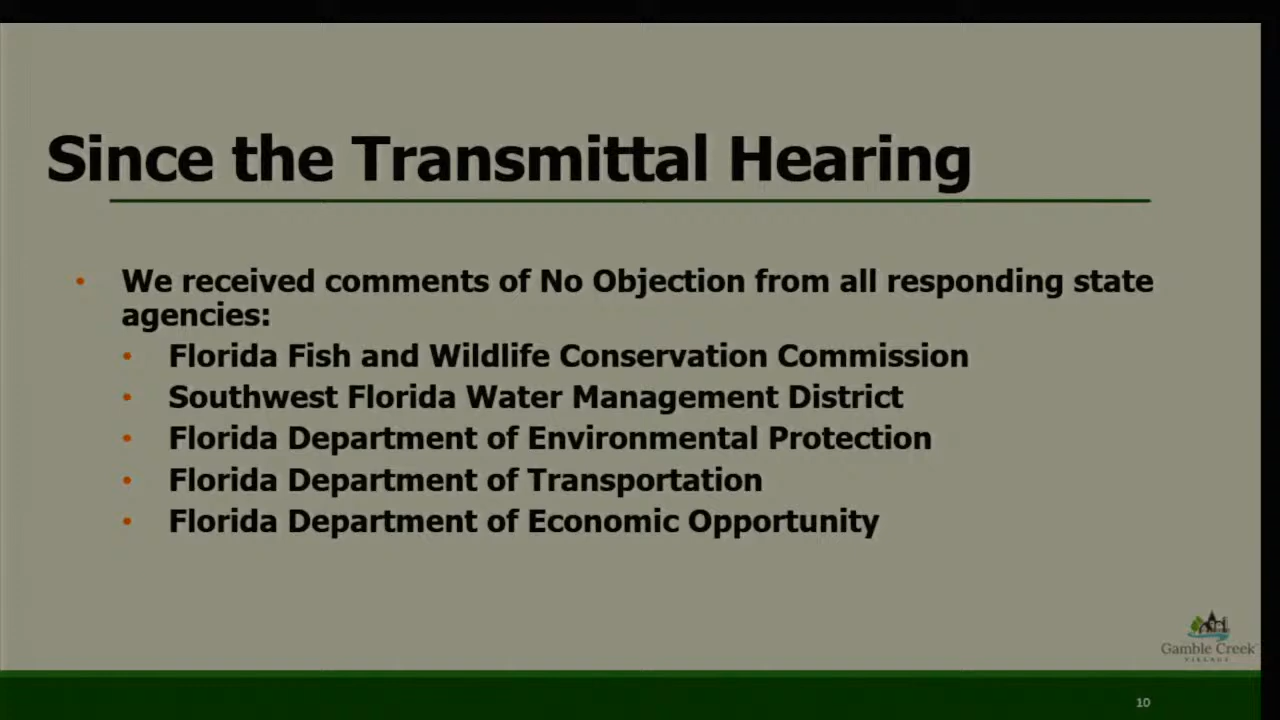 Since the Transmittal Hearing
• We received comments of No Objection from all responding state
agencies:
• Florida Fish and Wildlife Conservation Commission
• Southwest Florida Water Management District
• Florida Department of Environmental Protection
• Florida Department of Transportation
• Florida Department of Economic Opportunity
Gamble Creek
VILLAGE
10